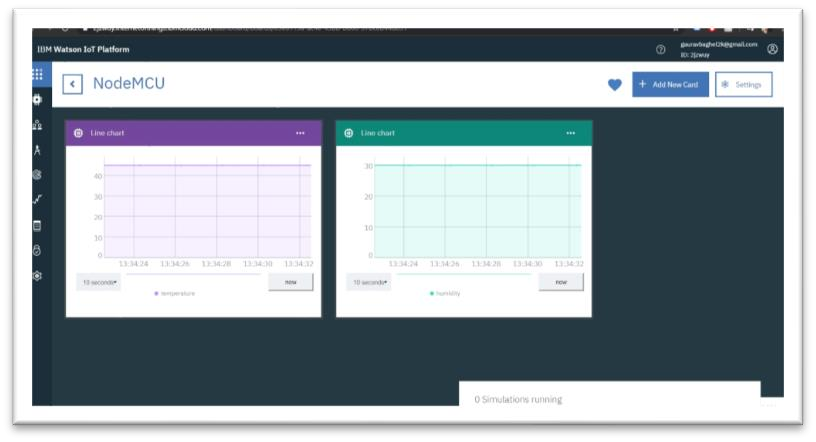 IBM Watson IoT Platform
gauravbaghel2k@gmail.com
ID: 2jzwuy
NodeMCU
+ Add New Card
Settings
Line chart
40
30
20
10
0
13:34:24 13:34:26 13:34:28 13:34:30 13:34:32
10 seconds
now
temperature
Line chart
30
20
10
0
13:34:24 13:34:26 13:34:28 13:34:30 13:34:32
10 seconds
now
humidity
0 Simulations running